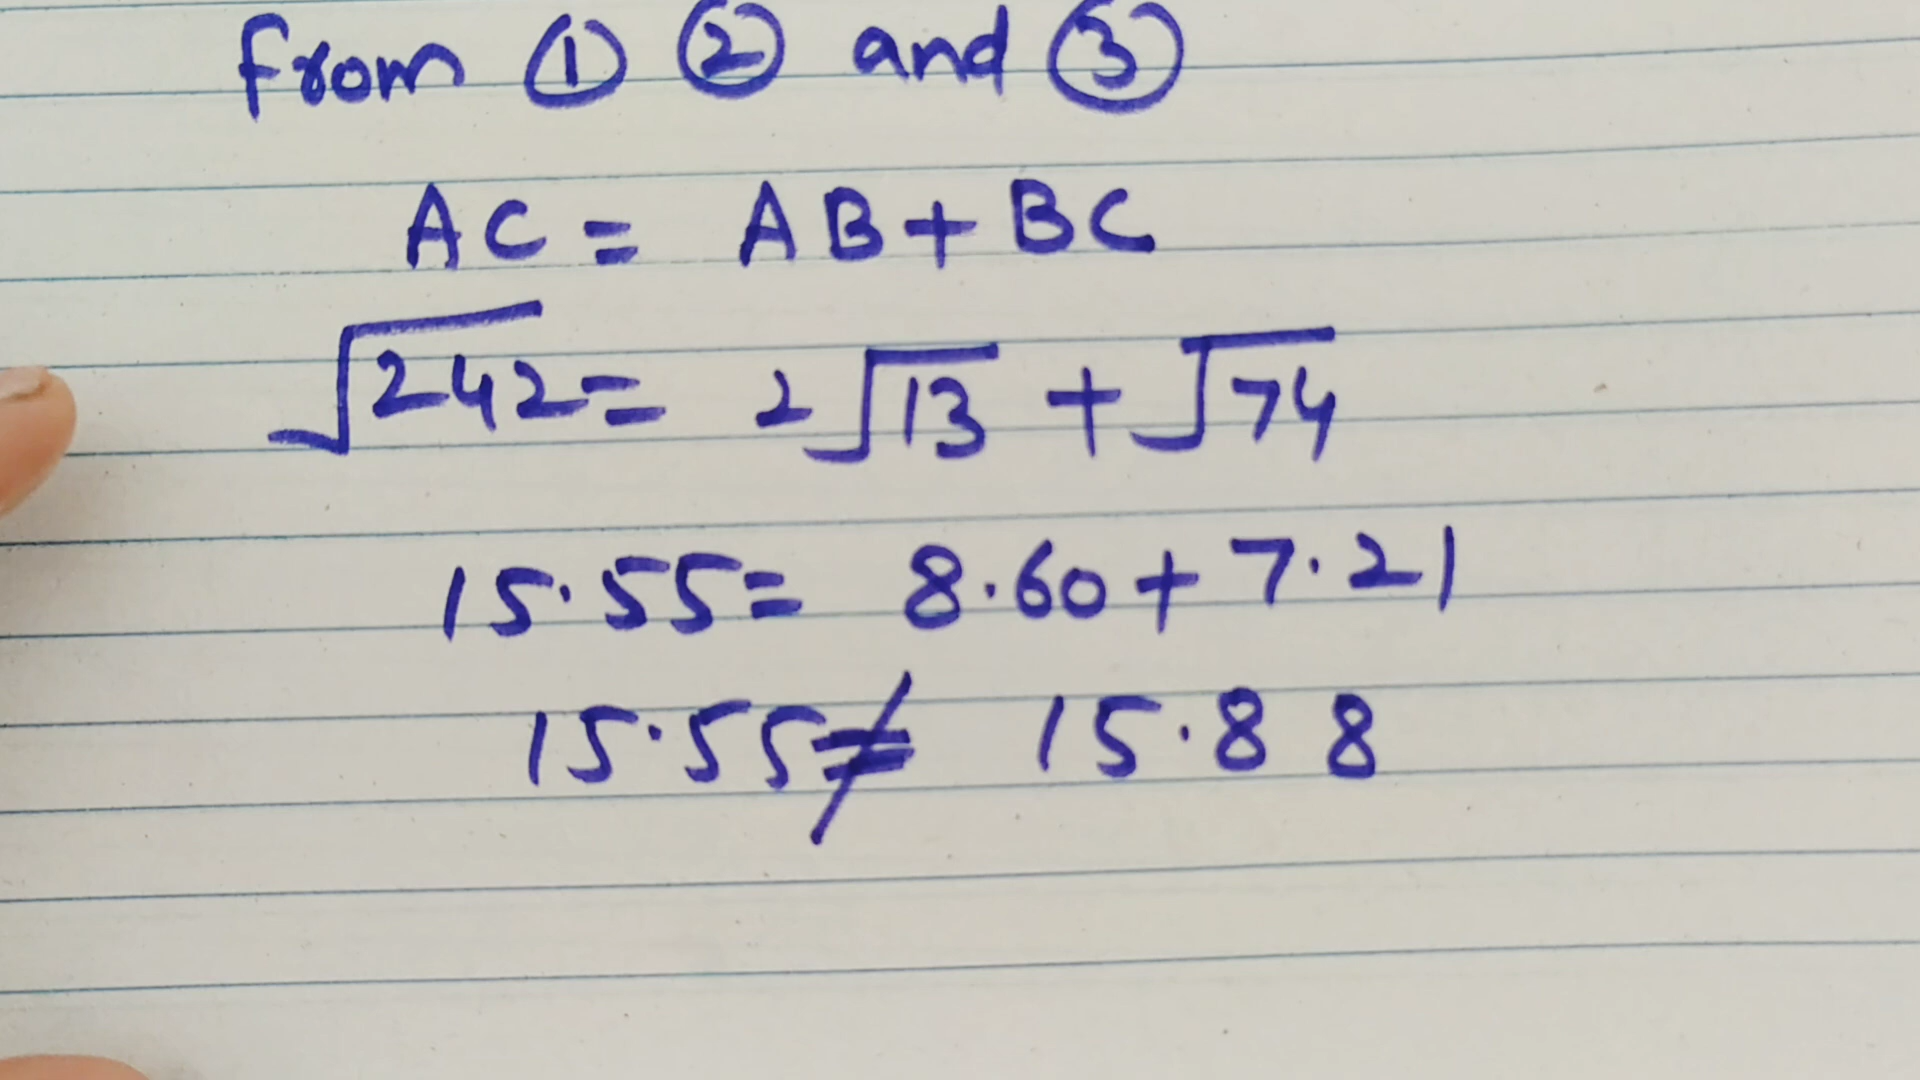 from ① ② and ③
AC = AB + BC
√242 = 2√13 + √74
15.55 = 8.60 + 7.21
15.55 ≠ 15.88